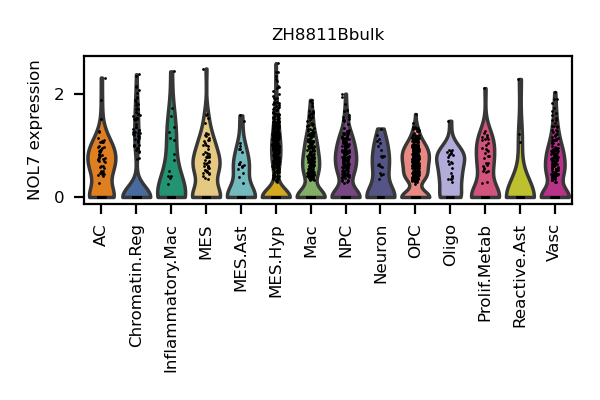 ZH8811Bbulk
NOL7 expression
2
0
AC
Chromatin.Reg
Inflammatory.Mac
MES
MES.Ast
MES.Hyp
Mac
NPC
Neuron
OPC
Oligo
Prolif.Metab
Reactive.Ast
Vasc